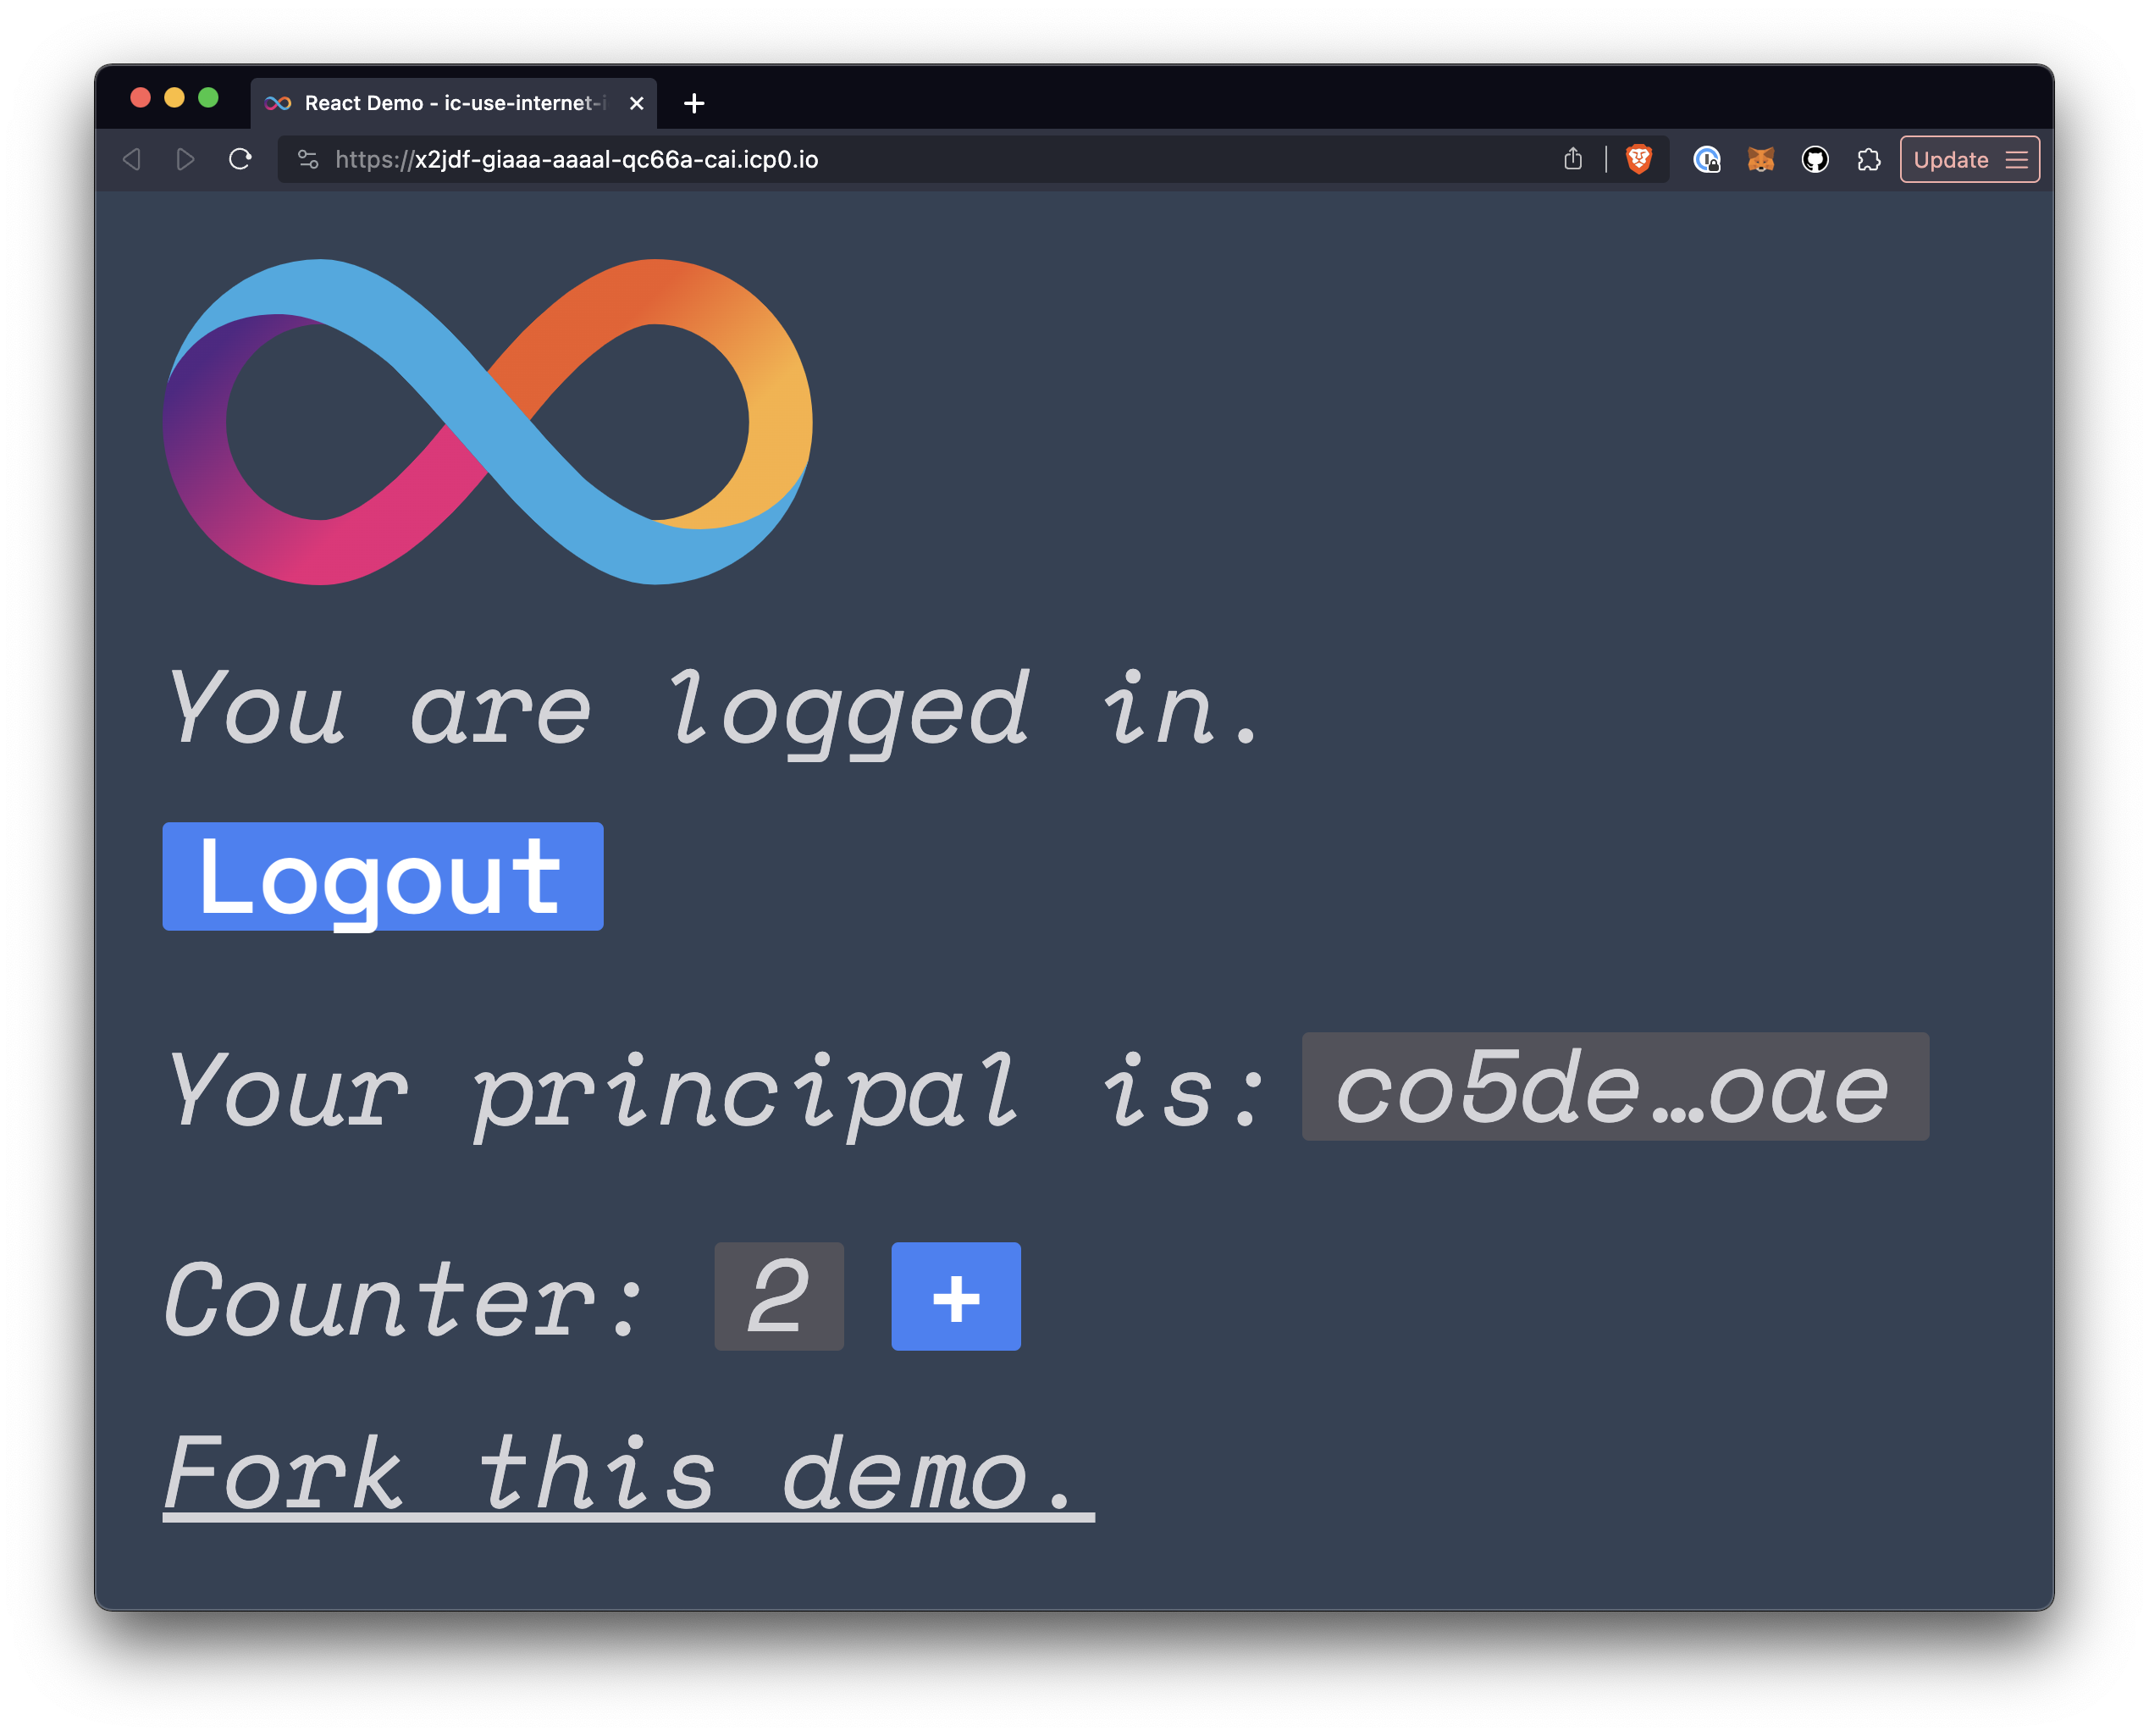 React Demo - ic-use-internet-i
https://x2jdf-giaaa-aaaal-qc66a-cai.icp0.io
Update
You are logged in.
Logout
Your principal is: co5de…oae
Counter: 2 +
Fork this demo.